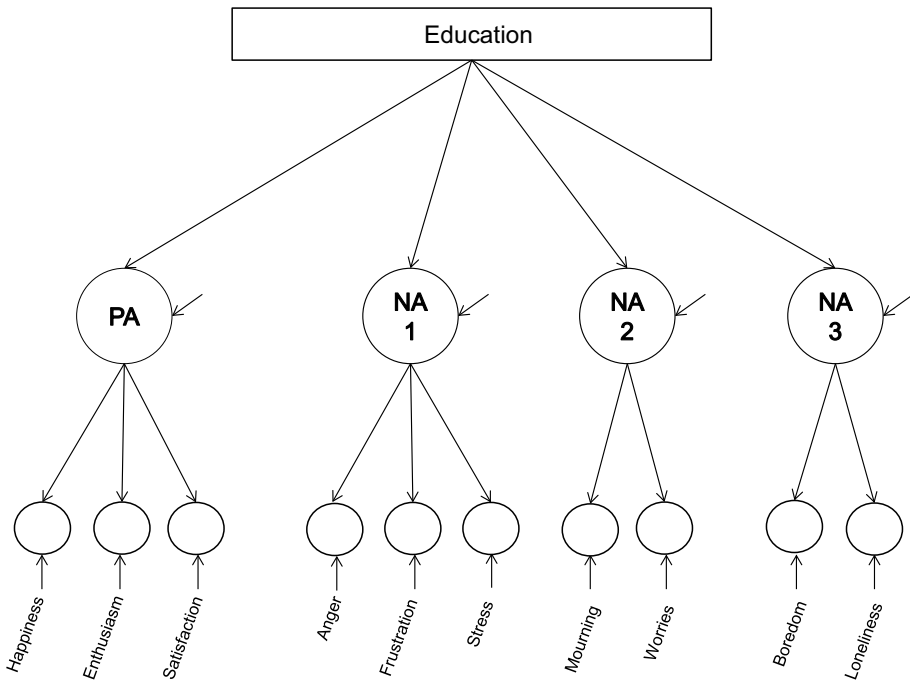 Education
PA
NA
1
NA
2
NA
3
Happiness
Enthusiasm
Satisfaction
Anger
Frustration
Stress
Mourning
Worries
Boredom
Loneliness